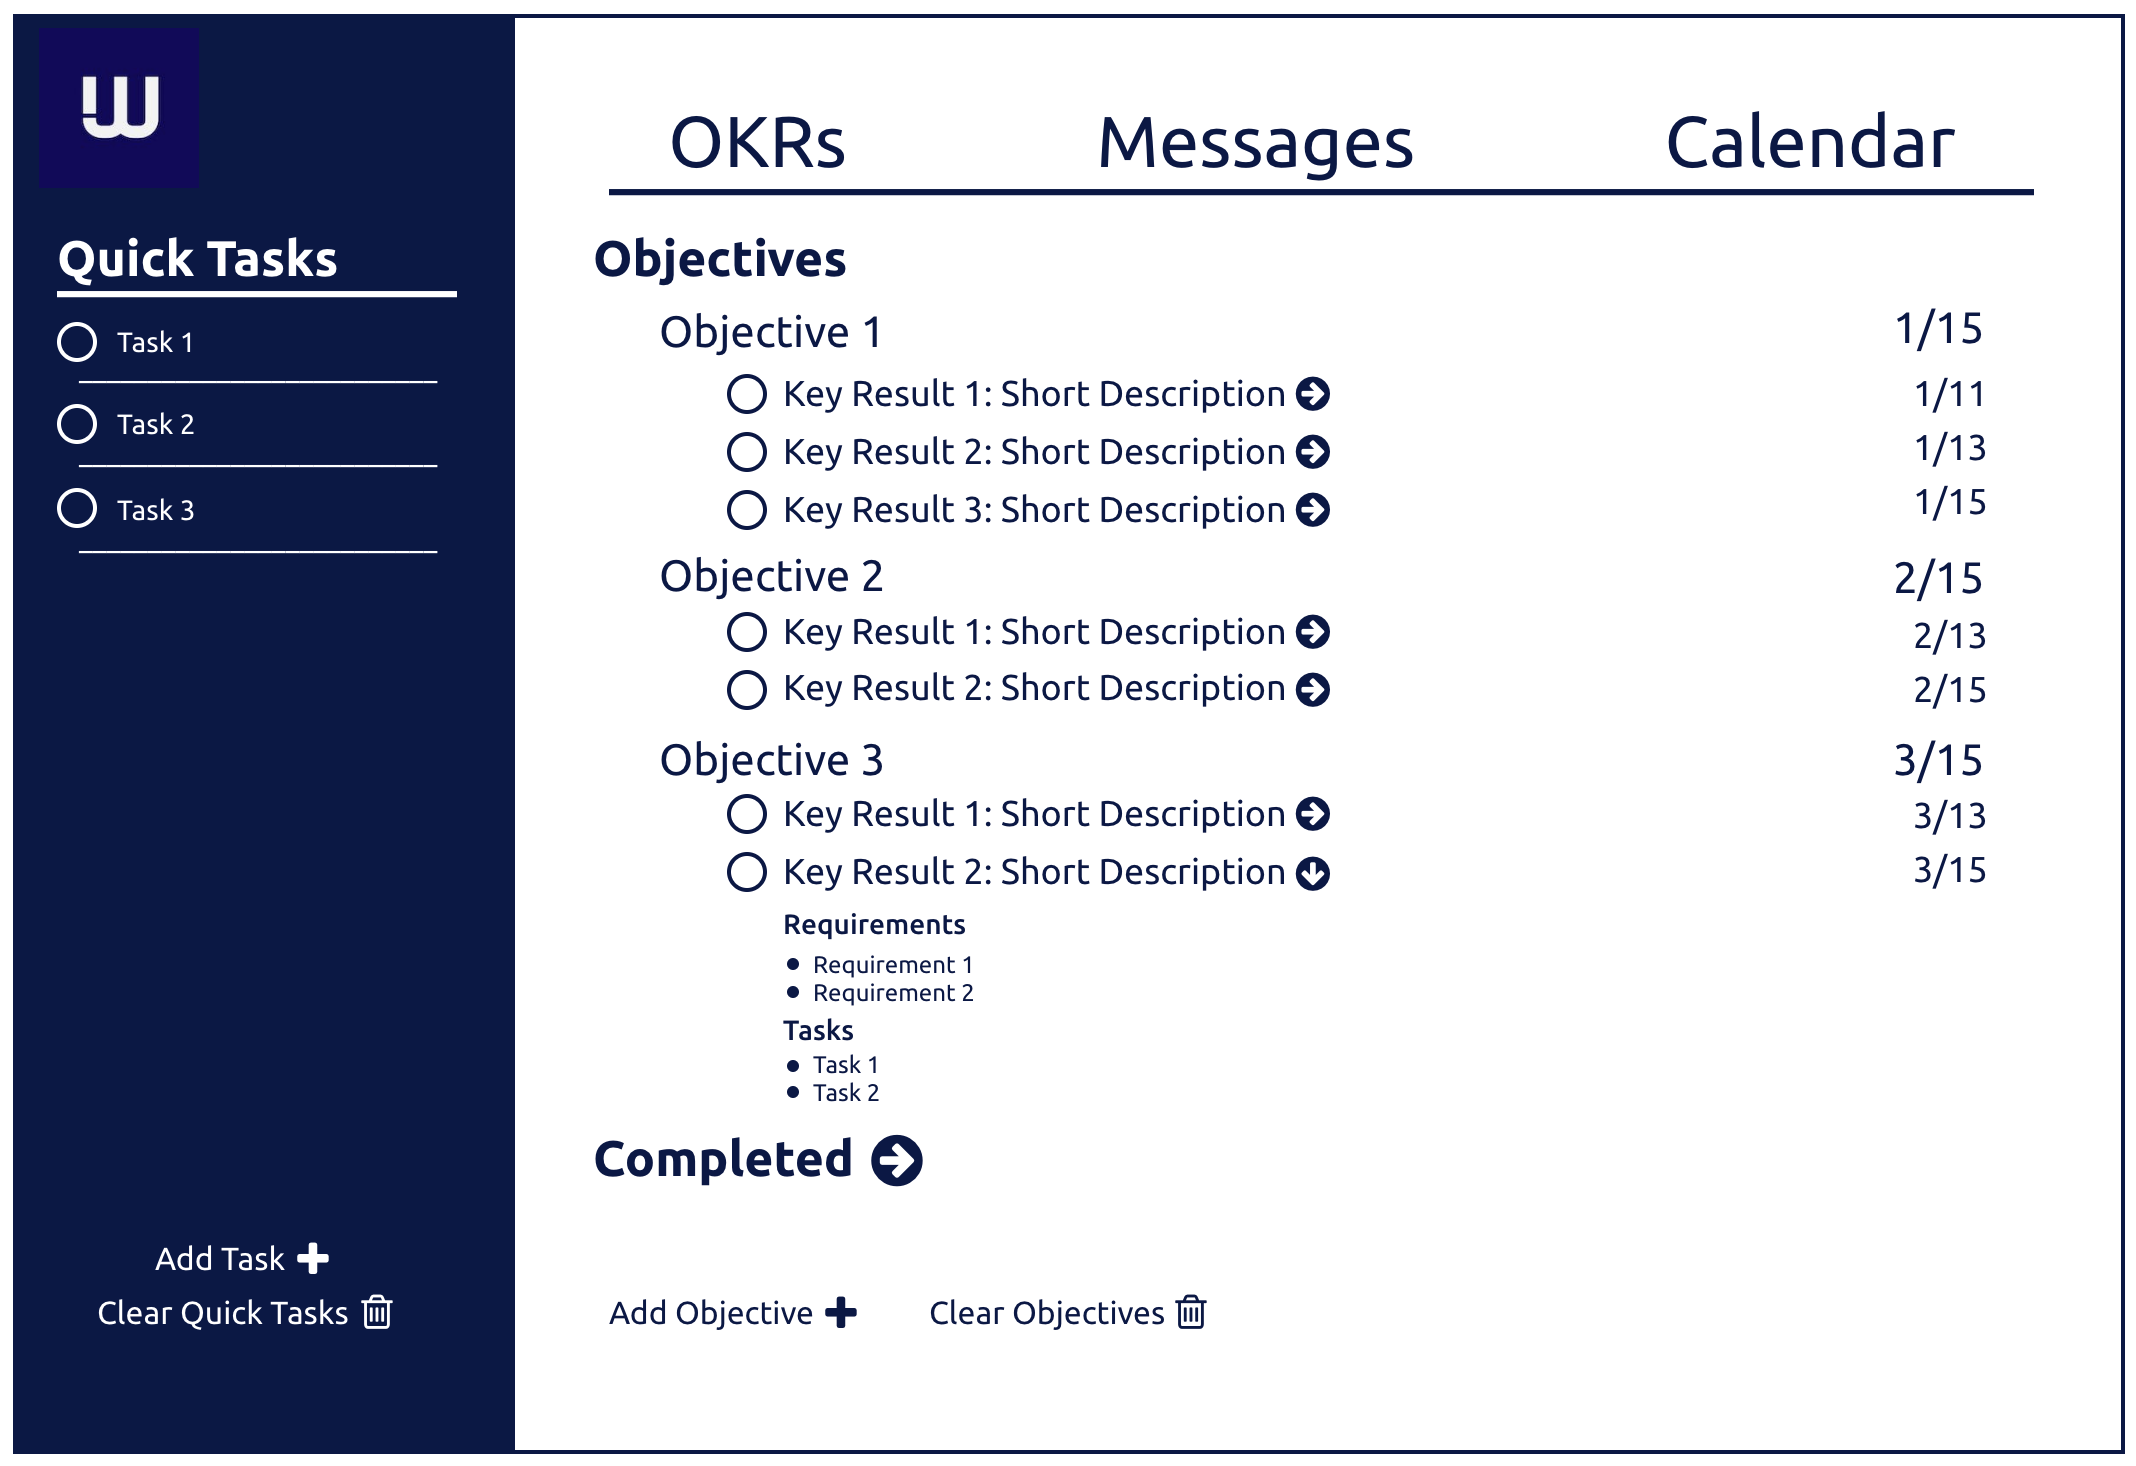 W
Quick Tasks
Task 1
Task 2
Task 3
Add Task
Clear Quick Tasks
OKRs Messages Calendar
Objectives
Objective 1 1/15
Key Result 1: Short Description 1/11
Key Result 2: Short Description 1/13
Key Result 3: Short Description 1/15
Objective 2 2/15
Key Result 1: Short Description 2/13
Key Result 2: Short Description 2/15
Objective 3 3/15
Key Result 1: Short Description 3/13
Key Result 2: Short Description 3/15
Requirements
Requirement 1
Requirement 2
Tasks
Task 1
Task 2
Completed
Add Objective Clear Objectives